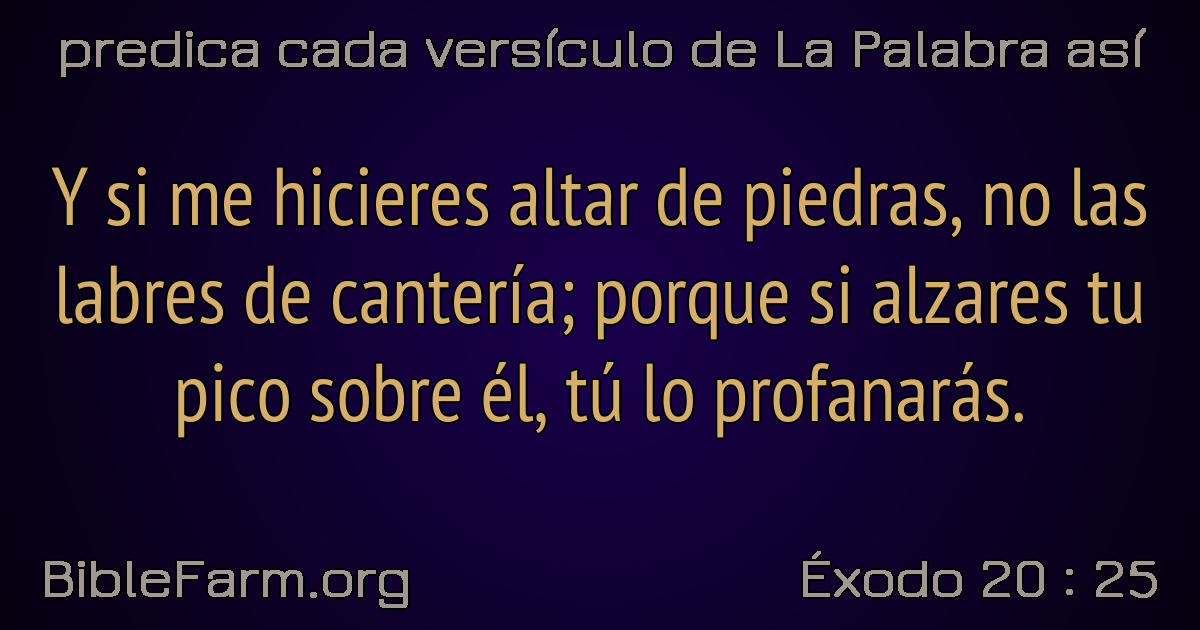 predica cada versículo de La Palabra así
Y si me hicieres altar de piedras, no las
labres de cantería; porque si alzares tu
pico sobre él, tú lo profanarás.
BibleFarm.org
Éxodo 20 : 25